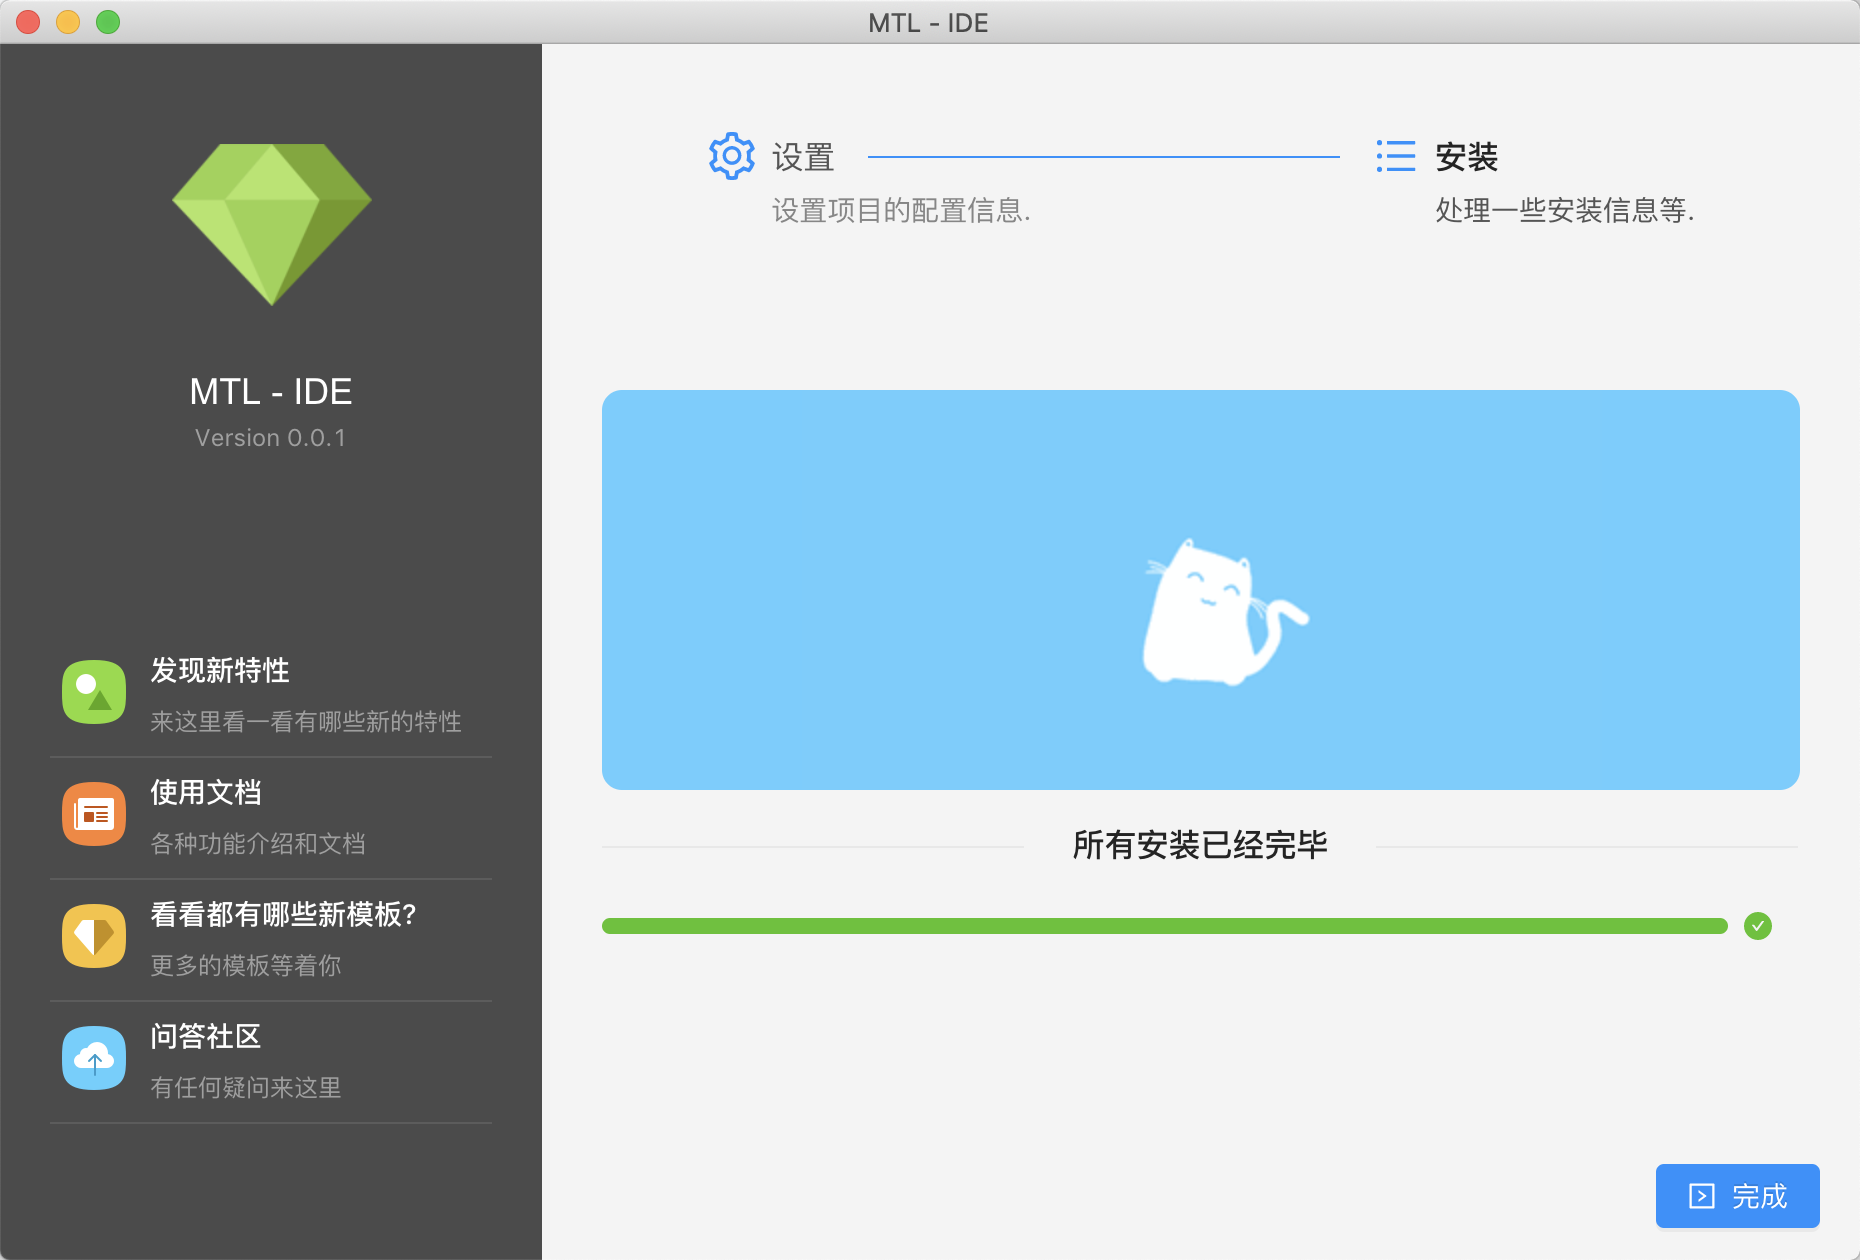 MTL - IDE
MTL - IDE
Version 0.0.1
发现新特性
来这里看一看有哪些新的特性
使用文档
各种功能介绍和文档
看看都有哪些新模板?
更多的模板等着你
问答社区
有任何疑问来这里
设置
设置项目的配置信息.
安装
处理一些安装信息等.
所有安装已经完毕
完成